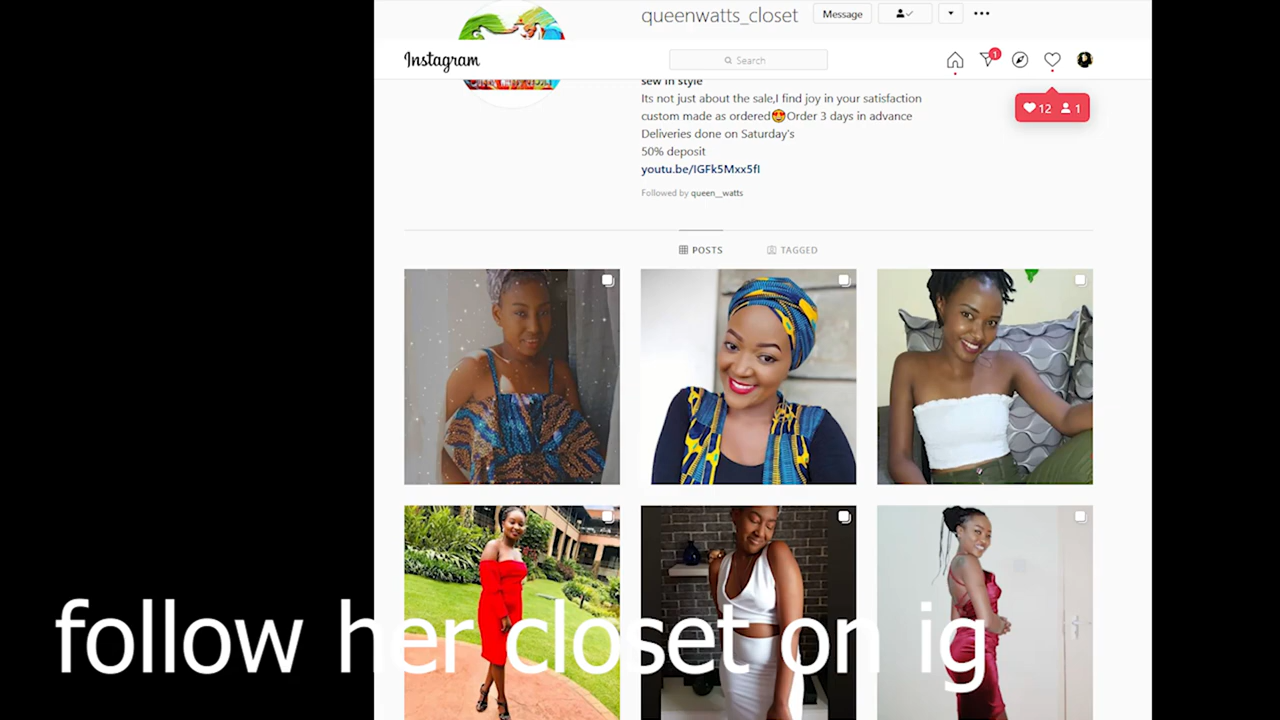 queenwatts_closet Message
Instagram Search 1
sew in style
Its not just about the sale,I find joy in your satisfaction
custom made as ordered😍Order 3 days in advance
Deliveries done on Saturday's
50% deposit
youtu.be/IGFk5Mxx5fI
Followed by queen__watts
12 1
POSTS TAGGED
follow her closet on ig